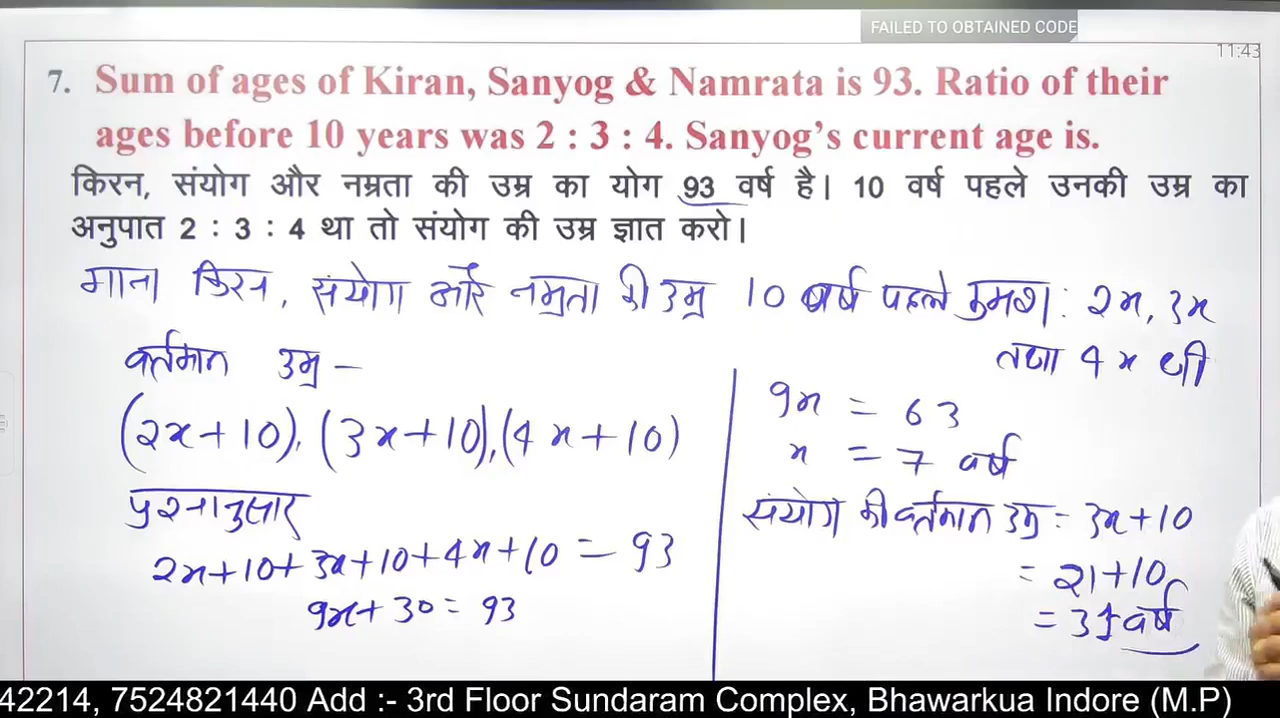 FAILED TO OBTAINED CODE
11:43
7. Sum of ages of Kiran, Sanyog & Namrata is 93. Ratio of their
ages before 10 years was 2 : 3 : 4. Sanyog's current age is.
किरन, संयोग और नम्रता की उम्र का योग 93 वर्ष है। 10 वर्ष पहले उनकी उम्र का
अनुपात 2 : 3 : 4 था तो संयोग की उम्र ज्ञात करो।
माना किरन, संयोग और नम्रता की उम्र 10 वर्ष पहले क्रमशः 2x, 3x
तथा 4x थी
वर्तमान उम्र –
(2x+10), (3x+10), (4x+10)
प्रश्नानुसार
2x+10+3x+10+4x+10 = 93
9x+30 = 93
9x = 63
x = 7 वर्ष
संयोग की वर्तमान उम्र = 3x+10
= 21+10
= 31 वर्ष
42214, 7524821440 Add :- 3rd Floor Sundaram Complex, Bhawarkua Indore (M.P)